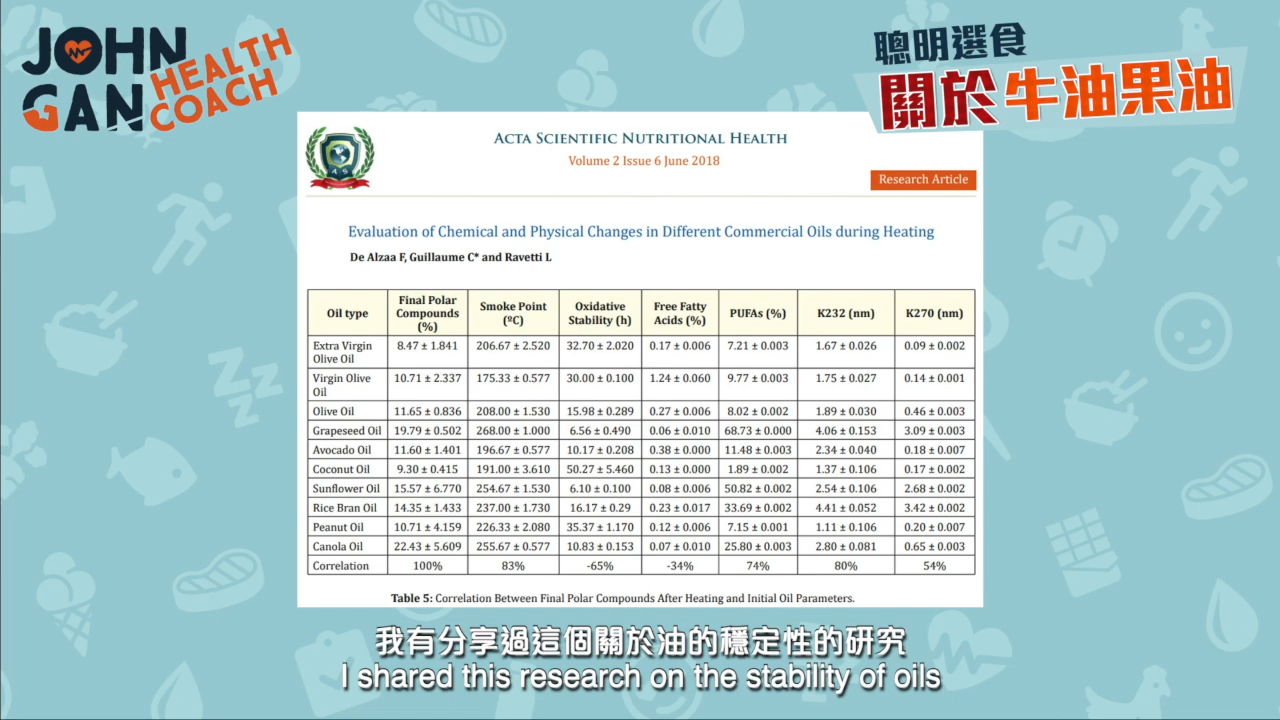 JOHN
GAN
HEALTH
COACH
聰明選食
關於牛油果油
ACTA SCIENTIFIC NUTRITIONAL HEALTH
Volume 2 Issue 6 June 2018
Research Article
A S
Evaluation of Chemical and Physical Changes in Different Commercial Oils during Heating
De Alzaa F, Guillaume C* and Ravetti L
Oil type | Final Polar Compounds (%) | Smoke Point (ºC) | Oxidative Stability (h) | Free Fatty Acids (%) | PUFAs (%) | K232 (nm) | K270 (nm)
Extra Virgin Olive Oil | 8.47 ± 1.841 | 206.67 ± 2.520 | 32.70 ± 2.020 | 0.17 ± 0.006 | 7.21 ± 0.003 | 1.67 ± 0.026 | 0.09 ± 0.002
Virgin Olive Oil | 10.71 ± 2.337 | 175.33 ± 0.577 | 30.00 ± 0.100 | 1.24 ± 0.060 | 9.77 ± 0.003 | 1.75 ± 0.027 | 0.14 ± 0.001
Olive Oil | 11.65 ± 0.836 | 208.00 ± 1.530 | 15.98 ± 0.289 | 0.27 ± 0.006 | 8.02 ± 0.002 | 1.89 ± 0.030 | 0.46 ± 0.003
Grapeseed Oil | 19.79 ± 0.502 | 268.00 ± 1.000 | 6.56 ± 0.490 | 0.06 ± 0.010 | 68.73 ± 0.000 | 4.06 ± 0.153 | 3.09 ± 0.003
Avocado Oil | 11.60 ± 1.401 | 196.67 ± 0.577 | 10.17 ± 0.208 | 0.38 ± 0.000 | 11.48 ± 0.003 | 2.34 ± 0.040 | 0.18 ± 0.007
Coconut Oil | 9.30 ± 0.415 | 191.00 ± 3.610 | 50.27 ± 5.460 | 0.13 ± 0.000 | 1.89 ± 0.002 | 1.37 ± 0.106 | 0.17 ± 0.002
Sunflower Oil | 15.57 ± 6.770 | 254.67 ± 1.530 | 6.10 ± 0.100 | 0.08 ± 0.006 | 50.82 ± 0.002 | 2.54 ± 0.106 | 2.68 ± 0.002
Rice Bran Oil | 14.35 ± 1.433 | 237.00 ± 1.730 | 16.17 ± 0.29 | 0.23 ± 0.017 | 33.69 ± 0.002 | 4.41 ± 0.052 | 3.42 ± 0.002
Peanut Oil | 10.71 ± 4.159 | 226.33 ± 2.080 | 35.37 ± 1.170 | 0.12 ± 0.006 | 7.15 ± 0.001 | 1.11 ± 0.106 | 0.20 ± 0.007
Canola Oil | 22.43 ± 5.609 | 255.67 ± 0.577 | 10.83 ± 0.153 | 0.07 ± 0.010 | 25.80 ± 0.003 | 2.80 ± 0.081 | 0.65 ± 0.003
Correlation | 100% | 83% | -65% | -34% | 74% | 80% | 54%
Table 5: Correlation Between Final Polar Compounds After Heating and Initial Oil Parameters.
我有分享過這個關於油的穩定性的研究
I shared this research on the stability of oils